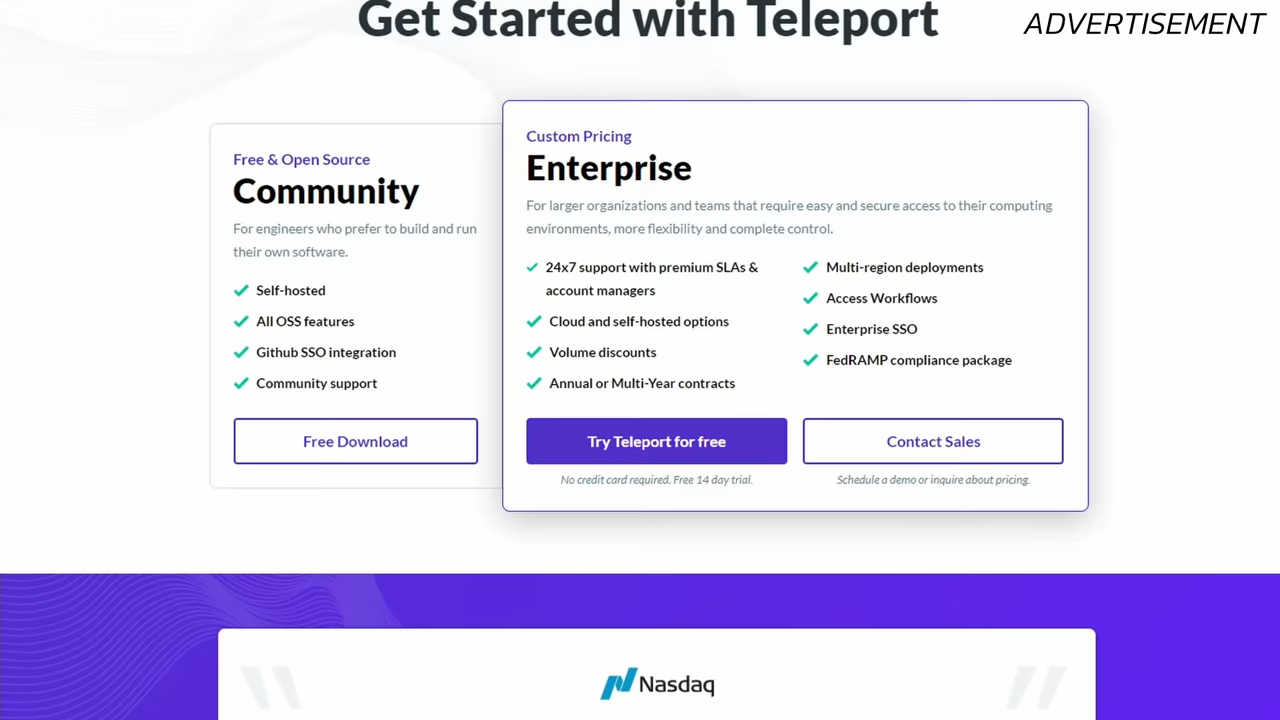 Get Started with Teleport
ADVERTISEMENT
Free & Open Source
Community
For engineers who prefer to build and run
their own software.
Self-hosted
All OSS features
Github SSO integration
Community support
Free Download
Custom Pricing
Enterprise
For larger organizations and teams that require easy and secure access to their computing
environments, more flexibility and complete control.
24x7 support with premium SLAs &
account managers
Cloud and self-hosted options
Volume discounts
Annual or Multi-Year contracts
Multi-region deployments
Access Workflows
Enterprise SSO
FedRAMP compliance package
Try Teleport for free
No credit card required. Free 14 day trial.
Contact Sales
Schedule a demo or inquire about pricing.
Nasdaq